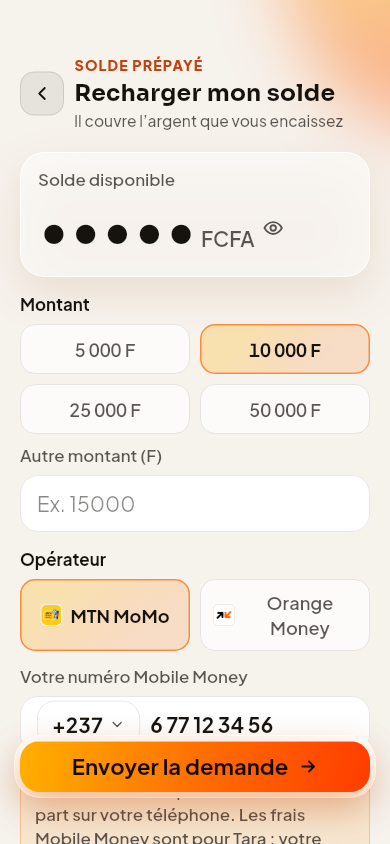 SOLDE PRÉPAYÉ
Recharger mon solde
Il couvre l’argent que vous encaissez
Solde disponible
●●●●● FCFA
Montant
5 000 F
10 000 F
25 000 F
50 000 F
Autre montant (F)
Ex. 15000
Opérateur
MTN MoMo
Orange
Money
Votre numéro Mobile Money
+237
6 77 12 34 56
Envoyer la demande →
part sur votre téléphone. Les frais
Mobile Money sont pour Tara : votre